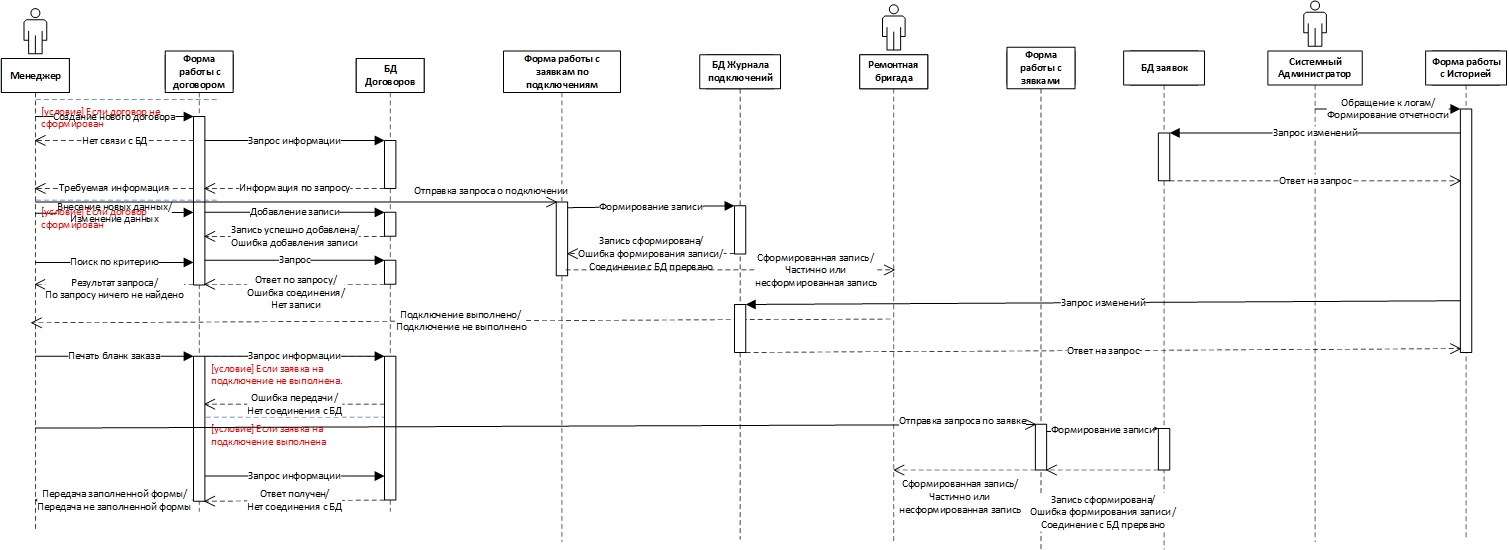 Менеджер
Форма
работы с
договором
БД
Договоров
Форма работы с
заявкам по
подключениям
БД Журнала
подключений
Ремонтная
бригада
Форма
работы с
зявками
БД заявок
Системный
Администратор
Форма работы
с Историей
[условие] Если договор не
сформирован
Создание нового договора
Нет связи с БД
Запрос информации
Требуемая информация
Информация по запросу
Отправка запроса о подключении
Внесение новых данных/
Изменение данных
[условие] Если договор
сформирован
Добавление записи
Запись успешно добавлена/
Ошибка добавления записи
Поиск по критерию
Запрос
Результат запроса/
По запросу ничего не найдено
Ответ по запросу/
Ошибка соединения/
Нет записи
Формирование записи
Запись сформирована/
Ошибка формирования записи/
Соединение с БД прервано
Сформированная запись/
Частично или
несформированная запись
Обращение к логам/
Формирование отчетности
Запрос изменений
Ответ на запрос
Запрос изменений
Подключение выполнено/
Подключение не выполнено
Ответ на запрос
Печать бланк заказа
Запрос информации
[условие] Если заявка на
подключение не выполнена.
Ошибка передачи/
Нет соединения с БД
[условие] Если заявка на
подключение выполнена
Отправка запроса по заявке
Формирование записи
Запрос информации
Передача заполненной формы/
Передача не заполненной формы
Ответ получен/
Нет соединения с БД
Сформированная запись/
Частично или
несформированная запись
Запись сформирована/
Ошибка формирования записи/
Соединение с БД прервано